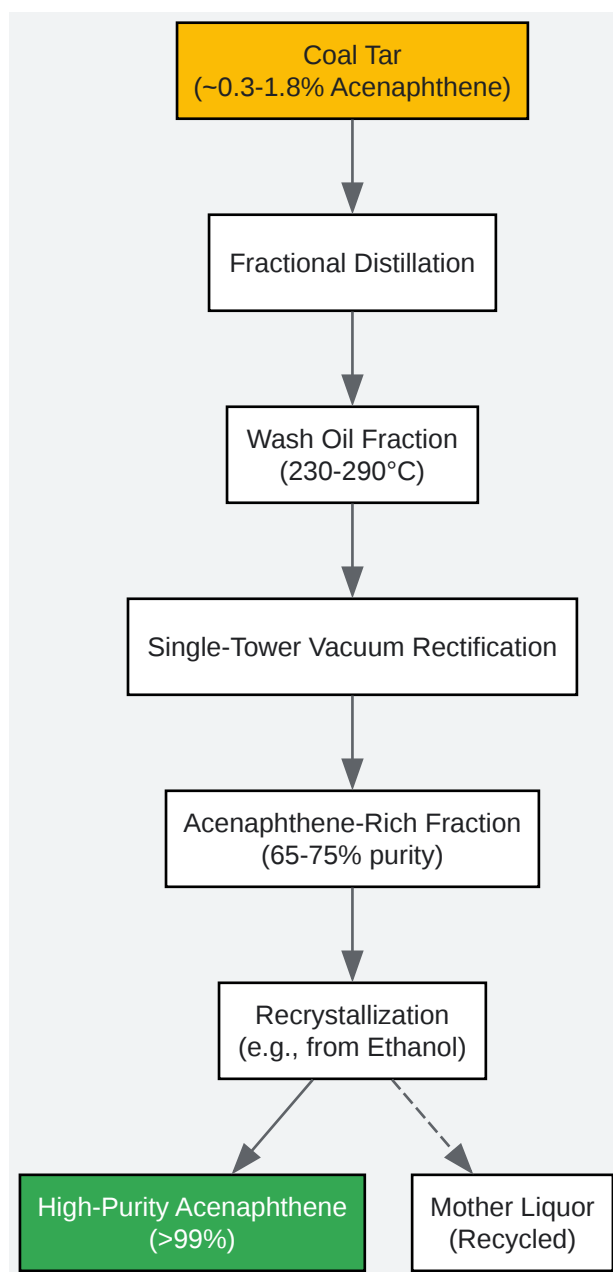 Coal Tar
(~0.3-1.8% Acenaphthene)
Fractional Distillation
Wash Oil Fraction
(230-290°C)
Single-Tower Vacuum Rectification
Acenaphthene-Rich Fraction
(65-75% purity)
Recrystallization
(e.g., from Ethanol)
High-Purity Acenaphthene
(>99%)
Mother Liquor
(Recycled)